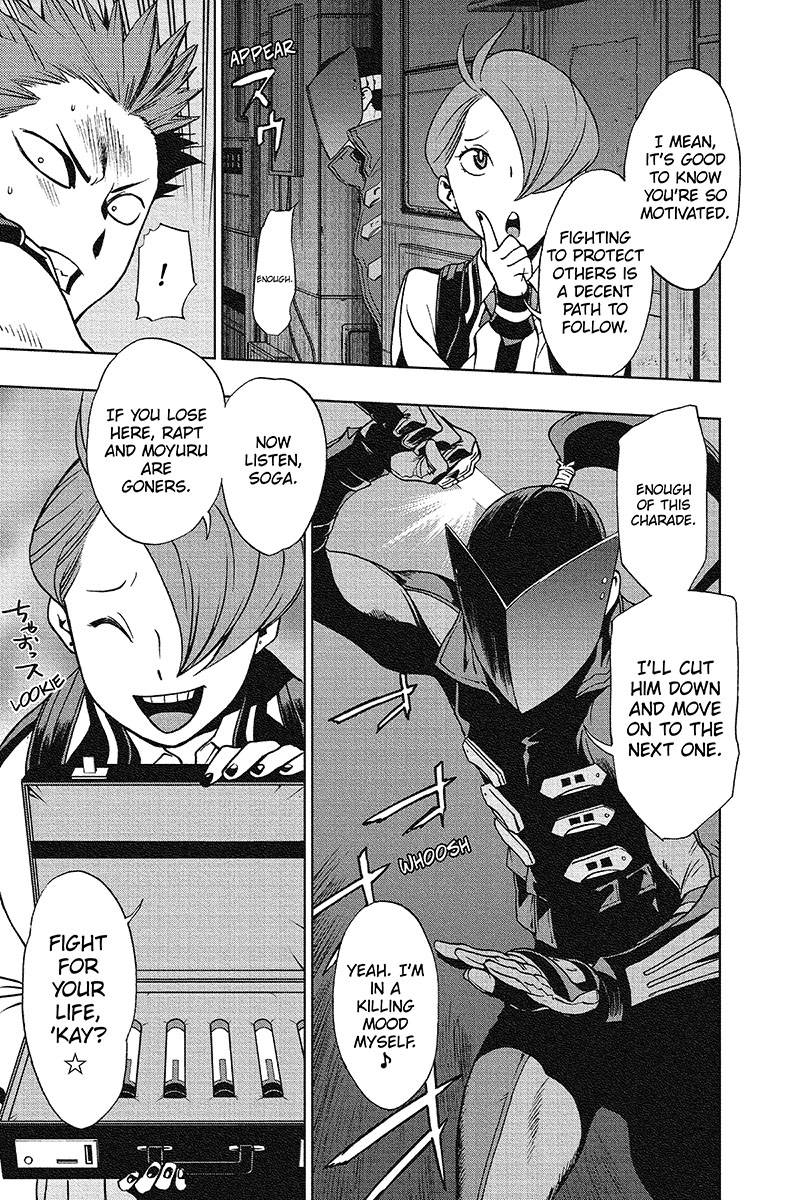 I MEAN,
IT'S GOOD
TO KNOW
YOU'RE SO
MOTIVATED.
FIGHTING
TO PROTECT
OTHERS IS
A DECENT
PATH TO
FOLLOW.
APPEAR
ヌウ
ENOUGH.
!
ENOUGH
OF THIS
CHARADE.
I'LL CUT
HIM DOWN
AND MOVE
ON TO THE
NEXT ONE.
WHOOSH
YEAH. I'M
IN A
KILLING
MOOD
MYSELF.
♪
NOW
LISTEN,
SOGA.
IF YOU LOSE
HERE, RAPT
AND MOYURU
ARE
GONERS.
ちゃおっス
LOOKIE
FIGHT
FOR
YOUR
LIFE,
'KAY?
☆